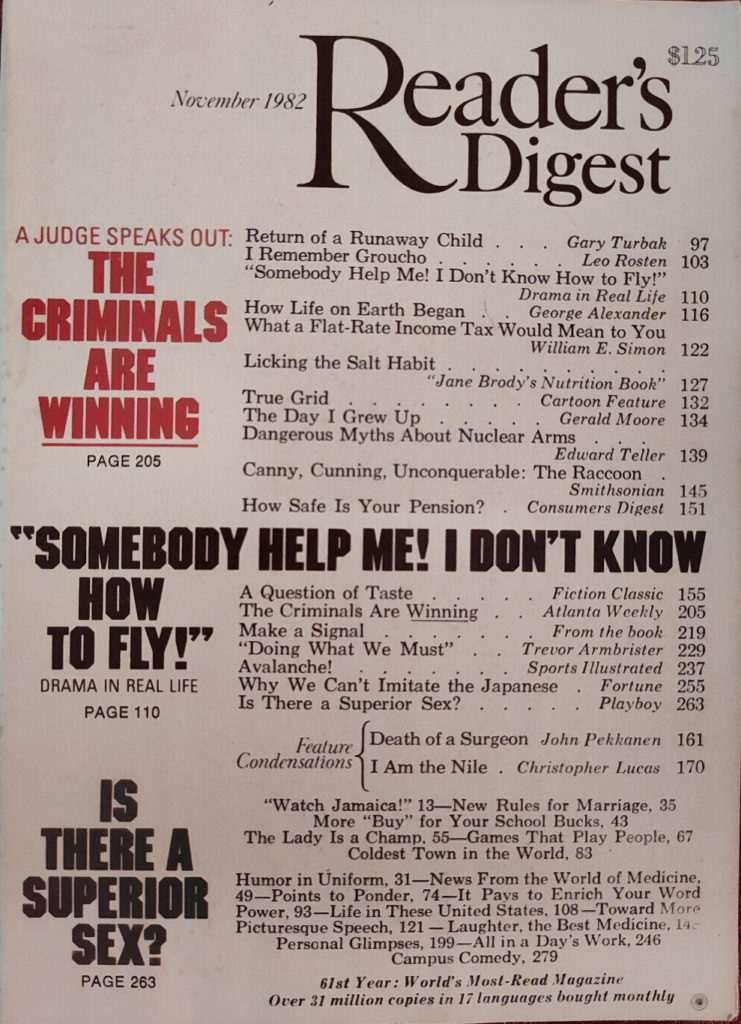 $1.25
November 1982
Reader's
Digest
A JUDGE SPEAKS OUT:
THE
CRIMINALS
ARE
WINNING
PAGE 205
Return of a Runaway Child . . . Gary Turbak 97
I Remember Groucho . . . . . . Leo Rosten 103
"Somebody Help Me! I Don't Know How to Fly!"
Drama in Real Life 110
How Life on Earth Began . . George Alexander 116
What a Flat-Rate Income Tax Would Mean to You
William E. Simon 122
Licking the Salt Habit . . . . . . . . . .
"Jane Brody's Nutrition Book" 127
True Grid . . . . . . . . Cartoon Feature 132
The Day I Grew Up . . . . . Gerald Moore 134
Dangerous Myths About Nuclear Arms . . .
Edward Teller 139
Canny, Cunning, Unconquerable: The Raccoon .
Smithsonian 145
How Safe Is Your Pension? . Consumers Digest 151
"SOMEBODY HELP ME! I DON'T KNOW
HOW
TO FLY!"
DRAMA IN REAL LIFE
PAGE 110
A Question of Taste . . . . . Fiction Classic 155
The Criminals Are Winning . . Atlanta Weekly 205
Make a Signal . . . . . . . From the book 219
"Doing What We Must" . . Trevor Armbrister 229
Avalanche! . . . . . . . Sports Illustrated 237
Why We Can't Imitate the Japanese . Fortune 255
Is There a Superior Sex? . . . . . Playboy 263
Feature
Condensations
Death of a Surgeon John Pekkanen 161
I Am the Nile . Christopher Lucas 170
IS
THERE A
SUPERIOR
SEX?
PAGE 263
"Watch Jamaica!" 13—New Rules for Marriage, 35
More "Buy" for Your School Bucks, 43
The Lady Is a Champ, 55—Games That Play People, 67
Coldest Town in the World, 83
Humor in Uniform, 31—News From the World of Medicine,
49—Points to Ponder, 74—It Pays to Enrich Your Word
Power, 93—Life in These United States, 108—Toward More
Picturesque Speech, 121—Laughter, the Best Medicine,
Personal Glimpses, 199—All in a Day's Work, 246
Campus Comedy, 279
61st Year: World's Most-Read Magazine
Over 31 million copies in 17 languages bought monthly